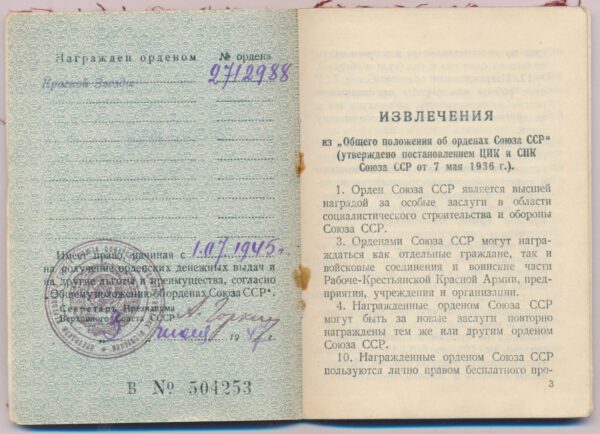 Награжден орденом № ордена
Красной Звезды 2712988
Имеет право, начиная с 1.07.1945 г.
на получение орденских денежных выдач и
на другие льготы и преимущества, согласно
„Общему положению об орденах Союза ССР“.
Секретарь Президиума
Верховного Совета СССР А. Горкин
июля 1947 г.
Б № 504253
ИЗВЛЕЧЕНИЯ
из „Общего положения об орденах Союза ССР“
(утверждено постановлением ЦИК и СНК
Союза ССР от 7 мая 1936 г.).
1. Орден Союза ССР является высшей
наградой за особые заслуги в области
социалистического строительства и обороны
Союза ССР.
3. Орденами Союза ССР могут награ-
ждаться как отдельные граждане, так и
войсковые соединения и воинские части
Рабоче-Крестьянской Красной Армии, пред-
приятия, учреждения и организации.
4. Награжденные орденом Союза ССР
могут быть за новые заслуги повторно
награждены тем же или другим орденом
Союза ССР.
10. Награжденные орденом Союза ССР
пользуются лично правом бесплатного про-
3